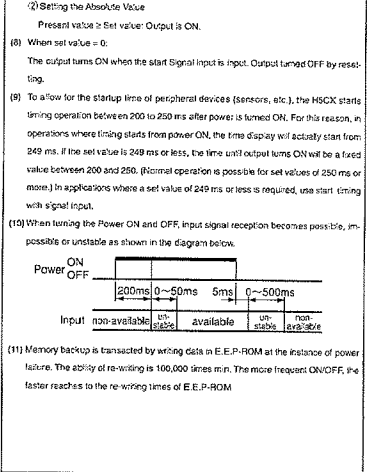 (2) Setting the Absolute Value
Present value ≥ Set value: Output is ON.
(8) When set value = 0:
The output turns ON when the start Signal input is input. Output turned OFF by reset-
ting.
(9) To allow for the startup time of peripheral devices (sensors, etc.), the H5CX starts
timing operation between 200 to 250 ms after power is turned ON. For this reason, in
operations where timing starts from power ON, the time display will actually start from
249 ms. If the set value is 249 ms or less, the time until output turns ON will be a fixed
value between 200 and 250. (Normal operation is possible for set values of 250 ms or
more.) In applications where a set value of 249 ms or less is required, use start timing
with signal input.
(10) When turning the Power ON and OFF, input signal reception becomes possible, im-
possible or unstable as shown in the diagram below.
Power ON
OFF
200ms 0~50ms 5ms 0~500ms
Input non-available un-stable available un-stable non-available
(11) Memory backup is transacted by writing data in E.E.P-ROM at the instance of power
failure. The ability of re-writing is 100,000 times min. The more frequent ON/OFF, the
faster reaches to the re-writing times of E.E.P-ROM